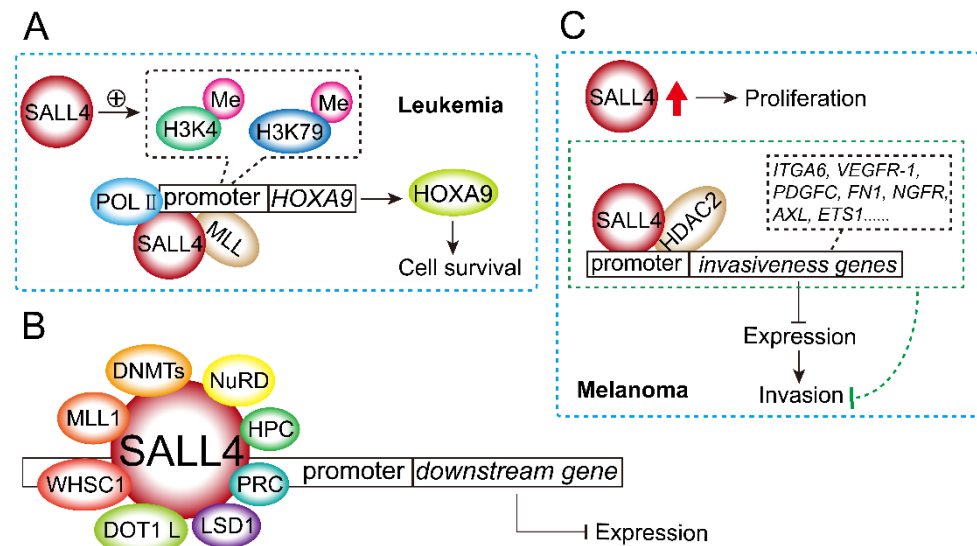 A
SALL4
⊕
Me
H3K4
Me
H3K79
Leukemia
POL II
promoter
HOXA9
SALL4
MLL
HOXA9
Cell survival
B
DNMTs
NuRD
MLL1
HPC
SALL4
WHSC1
PRC
DOT1 L
LSD1
promoter
downstream gene
Expression
C
SALL4
Proliferation
ITGA6, VEGFR-1,
PDGFC, FN1, NGFR,
AXL, ETS1......
SALL4
HDAC2
promoter
invasiveness genes
Expression
Invasion
Melanoma